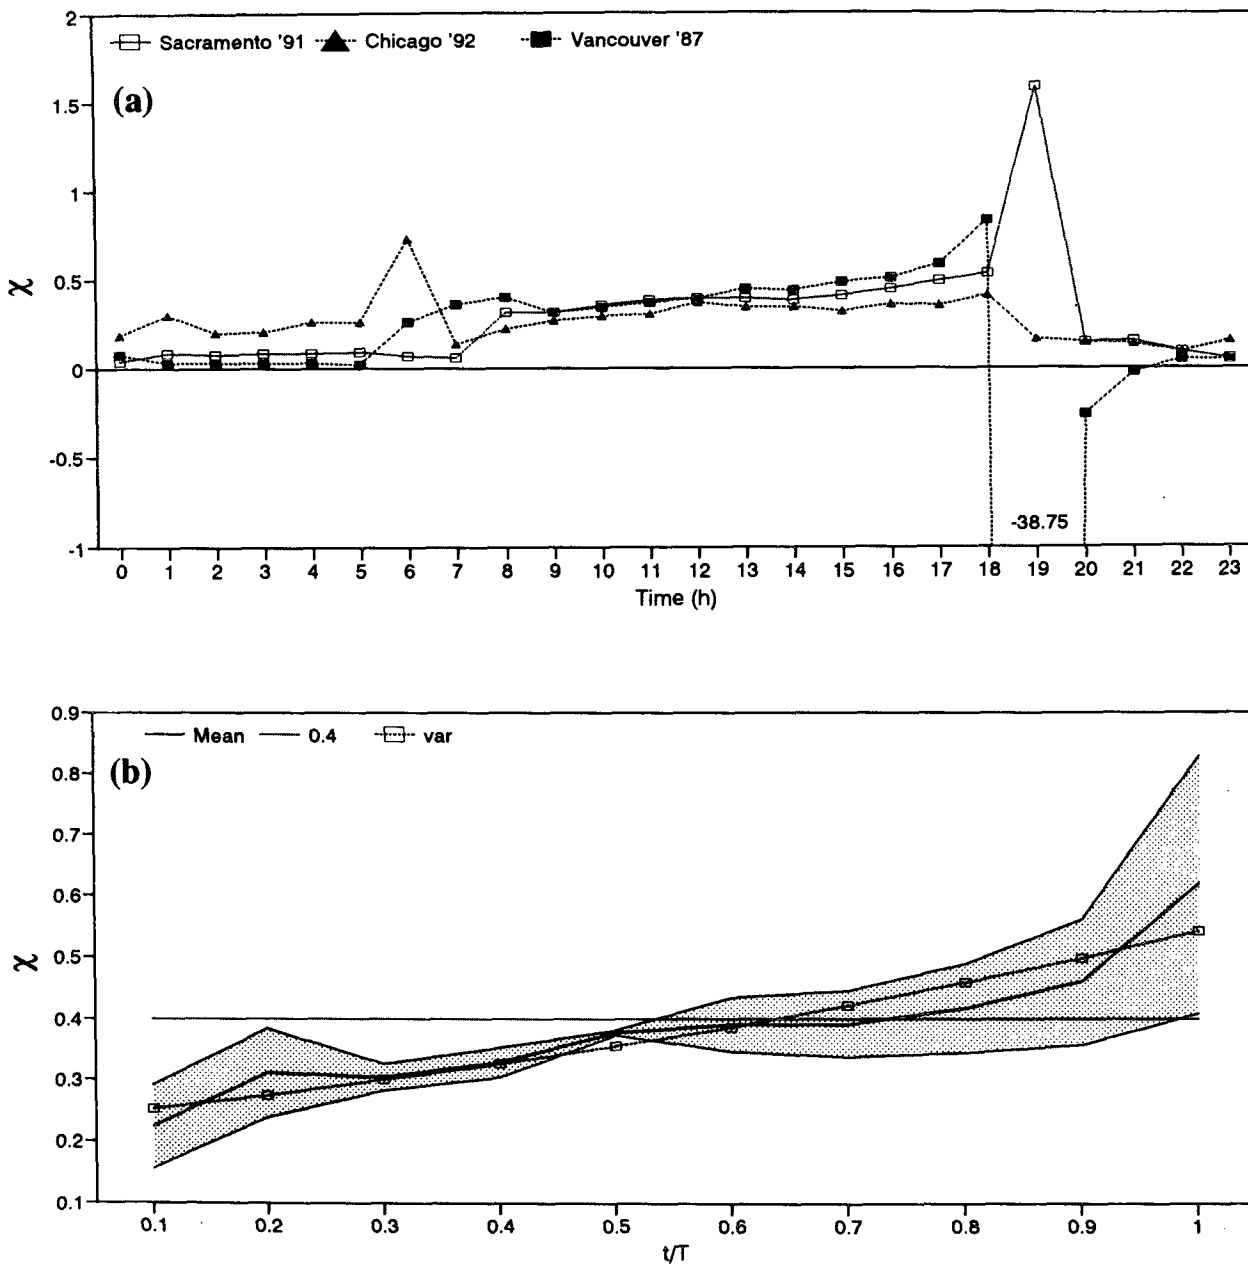 2
Sacramento '91 Chicago '92 Vancouver '87
(a)
1.5
1
0.5
χ
0
-0.5
-38.75
-1
0 1 2 3 4 5 6 7 8 9 10 11 12 13 14 15 16 17 18 19 20 21 22 23
Time (h)
0.9
Mean 0.4 var
(b)
0.8
0.7
0.6
0.5
χ
0.4
0.3
0.2
0.1
0.1 0.2 0.3 0.4 0.5 0.6 0.7 0.8 0.9 1
t/T